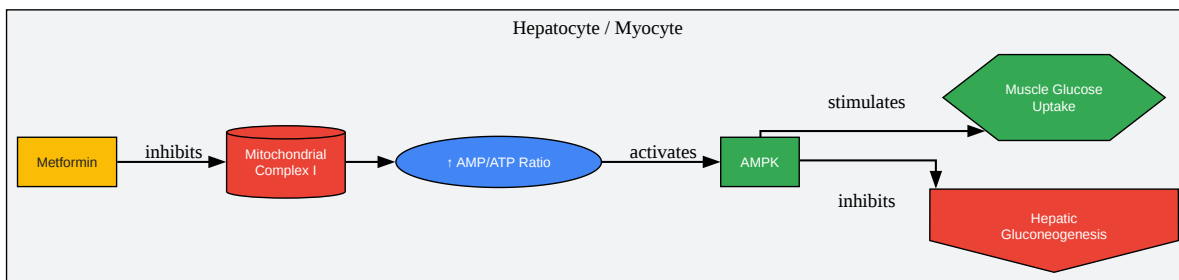 Hepatocyte / Myocyte
Metformin
inhibits
Mitochondrial
Complex I
↑ AMP/ATP Ratio
activates
AMPK
stimulates
Muscle Glucose
Uptake
inhibits
Hepatic
Gluconeogenesis